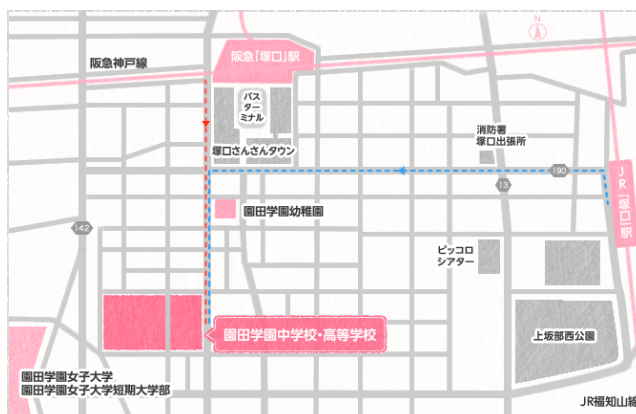 N
阪急「塚口」駅
阪急神戸線
バス
ターミナル
消防署
塚口出張所
塚口さんさんタウン
190
13
JR「塚口」駅
園田学園幼稚園
142
ピッコロ
シアター
園田学園中学校・高等学校
上坂部西公園
園田学園女子大学
園田学園女子大学短期大学部
JR福知山線